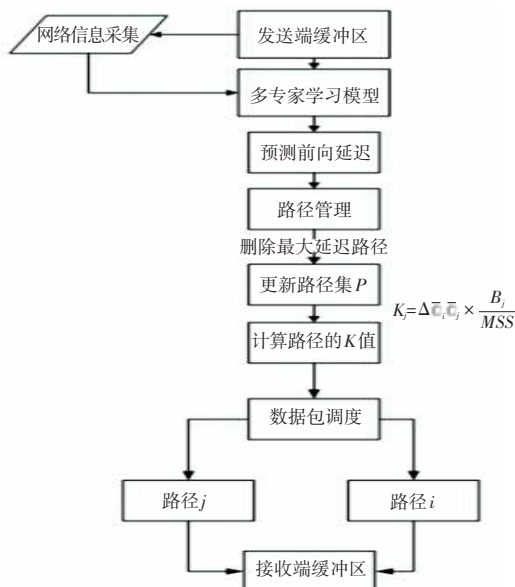 网络信息采集
发送端缓冲区
多专家学习模型
预测前向延迟
路径管理
删除最大延迟路径
更新路径集P
K_j=Δ × B_j/MSS
计算路径的K值
数据包调度
路径j
路径i
接收端缓冲区